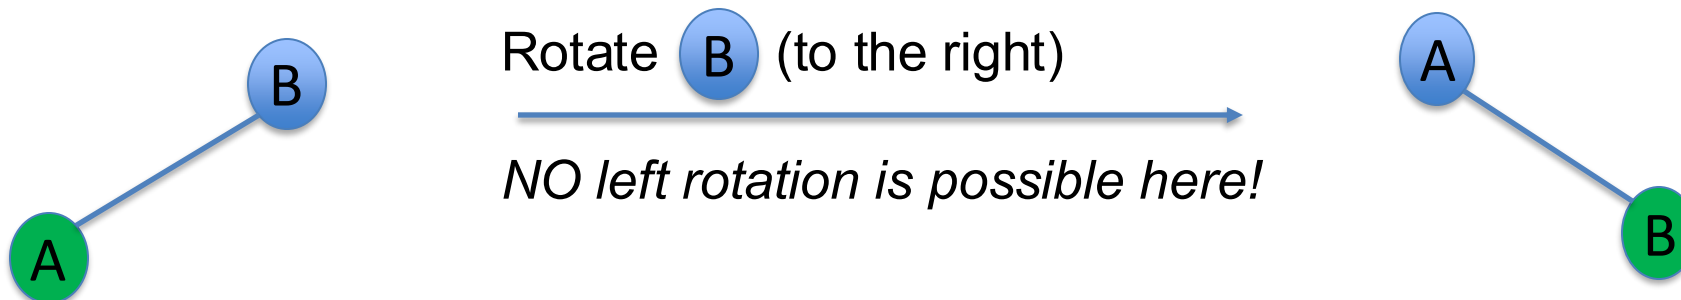 B
A
Rotate B (to the right)
NO left rotation is possible here!
A
B